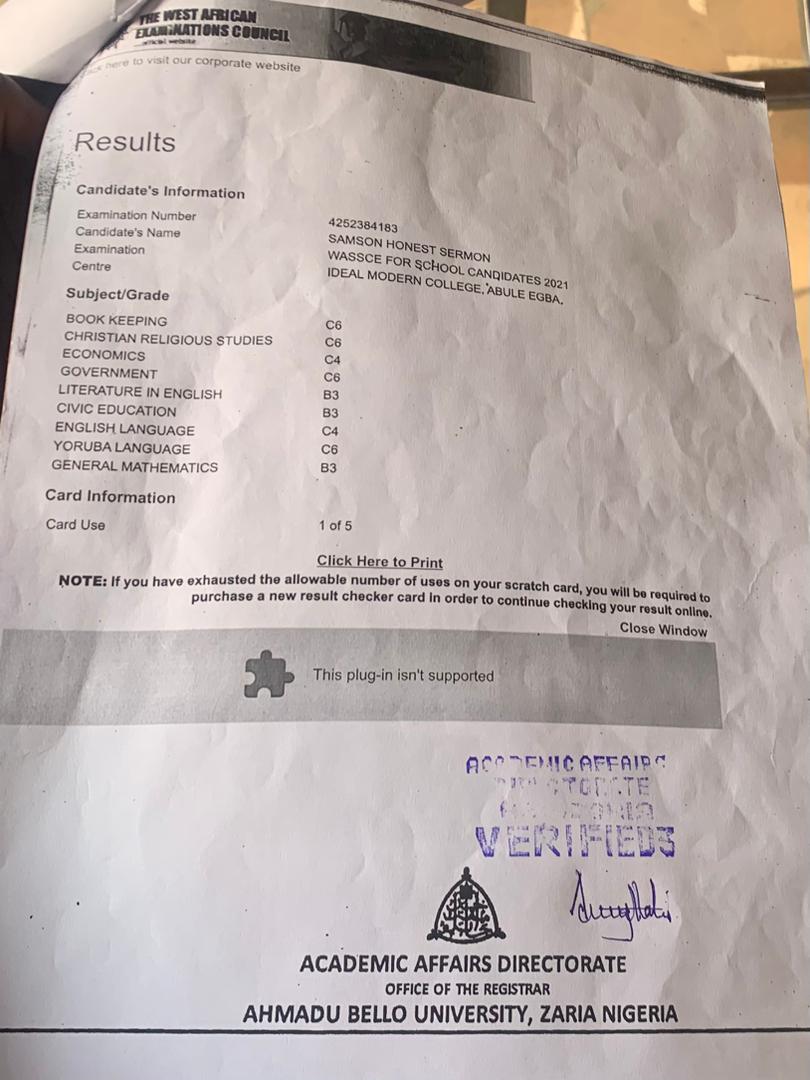 THE WEST AFRICAN
EXAMINATIONS COUNCIL
official website
Click here to visit our corporate website
Results
Candidate's Information
Examination Number 4252384183
Candidate's Name SAMSON HONEST SERMON
Examination WASSCE FOR SCHOOL CANDIDATES 2021
Centre IDEAL MODERN COLLEGE, ABULE EGBA,
Subject/Grade
BOOK KEEPING C6
CHRISTIAN RELIGIOUS STUDIES C6
ECONOMICS C4
GOVERNMENT C6
LITERATURE IN ENGLISH B3
CIVIC EDUCATION B3
ENGLISH LANGUAGE C4
YORUBA LANGUAGE C6
GENERAL MATHEMATICS B3
Card Information
Card Use 1 of 5
Click Here to Print
NOTE: If you have exhausted the allowable number of uses on your scratch card, you will be required to
purchase a new result checker card in order to continue checking your result online.
Close Window
This plug-in isn't supported
ACADEMIC AFFAIRS
VERIFIED
ACADEMIC AFFAIRS DIRECTORATE
OFFICE OF THE REGISTRAR
AHMADU BELLO UNIVERSITY, ZARIA NIGERIA